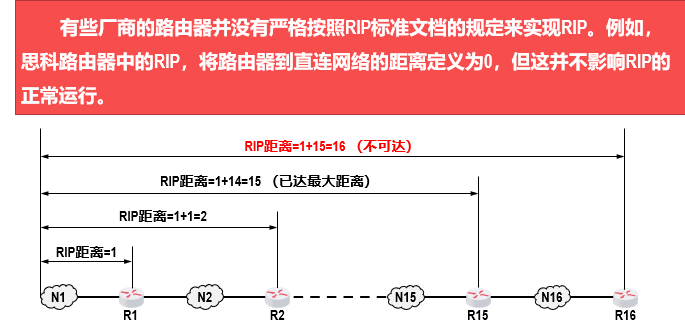 有些厂商的路由器并没有严格按照RIP标准文档的规定来实现RIP。例如，
思科路由器中的RIP，将路由器到直连网络的距离定义为0，但这并不影响RIP的
正常运行。
RIP距离=1+15=16 （不可达）
RIP距离=1+14=15 （已达最大距离）
RIP距离=1+1=2
RIP距离=1
N1 N2 N15 N16
R1 R2 R15 R16